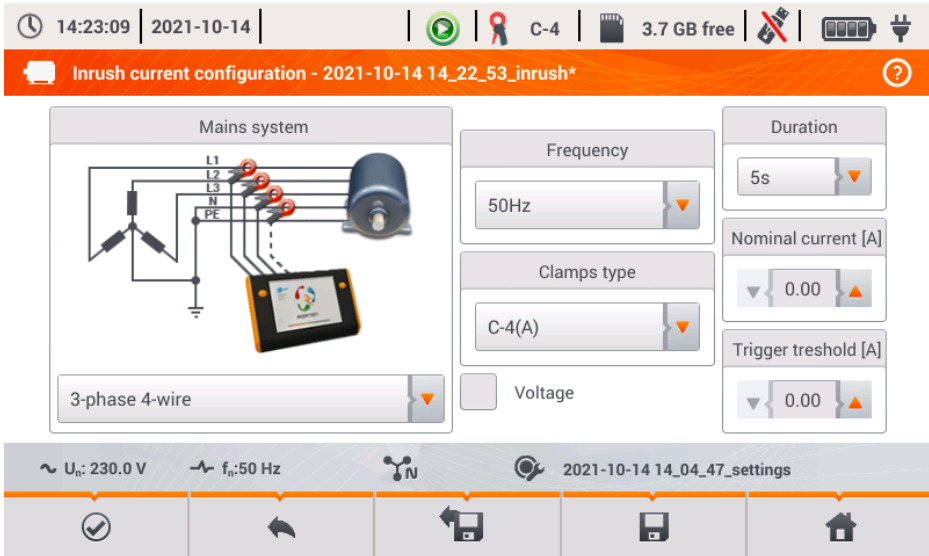 14:23:09 2021-10-14 C-4 3.7 GB free
Inrush current configuration - 2021-10-14 14_22_53_inrush* ?
Mains system
L1
L2
L3
N
PE
3-phase 4-wire
Frequency
50Hz
Clamps type
C-4(A)
Voltage
Duration
5s
Nominal current [A]
0.00
Trigger treshold [A]
0.00
Un: 230.0 V fn:50 Hz N 2021-10-14 14_04_47_settings